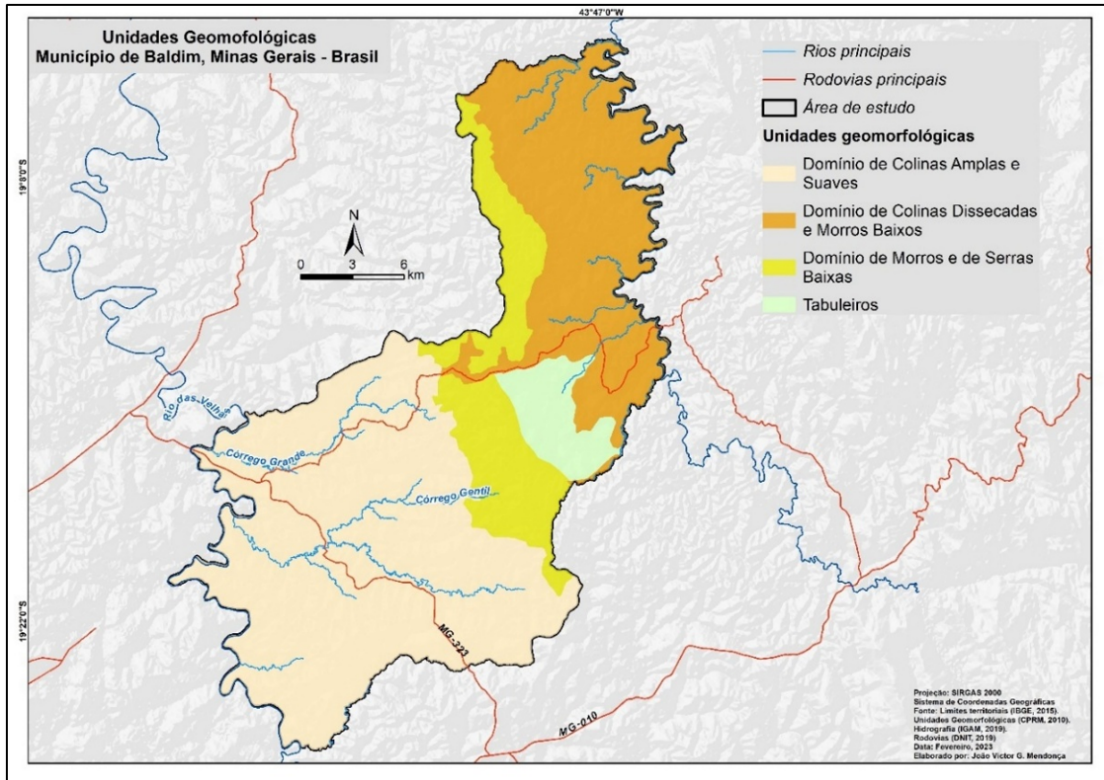 43°47'0"W
Unidades Geomofológicas
Município de Baldim, Minas Gerais - Brasil
Rios principais
Rodovias principais
Área de estudo
Unidades geomorfológicas
Domínio de Colinas Amplas e
Suaves
Domínio de Colinas Dissecadas
e Morros Baixos
Domínio de Morros e de Serras
Baixas
Tabuleiros
N
0 3 6
km
Rio das Velhas
Córrego Grande
Córrego Gentil
19°22'0"S
MG-323
MG-010
Projeção: SIRGAS 2000
Sistema de Coordenadas Geográficas
Fonte: Limites territoriais (IBGE, 2015).
Unidades Geomorfológicas (CPRM, 2010).
Hidrografia (IGAM, 2019).
Rodovias (DNIT, 2019)
Data: Fevereiro, 2023
Elaborado por: João Victor G. Mendonça